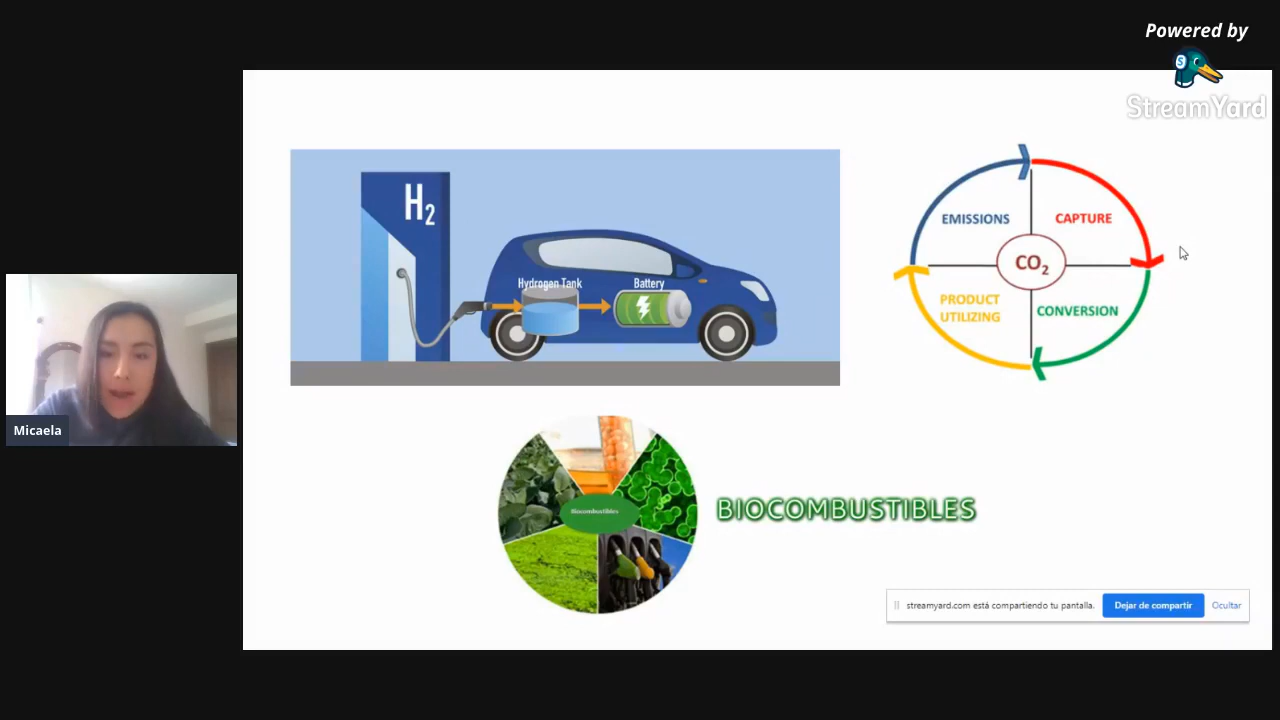 Powered by
StreamYard
H2
Hydrogen Tank
Battery
EMISSIONS
CAPTURE
CO2
PRODUCT
UTILIZING
CONVERSION
Micaela
Biocombustibles
BIOCOMBUSTIBLES
streamyard.com está compartiendo tu pantalla.
Dejar de compartir
Ocultar